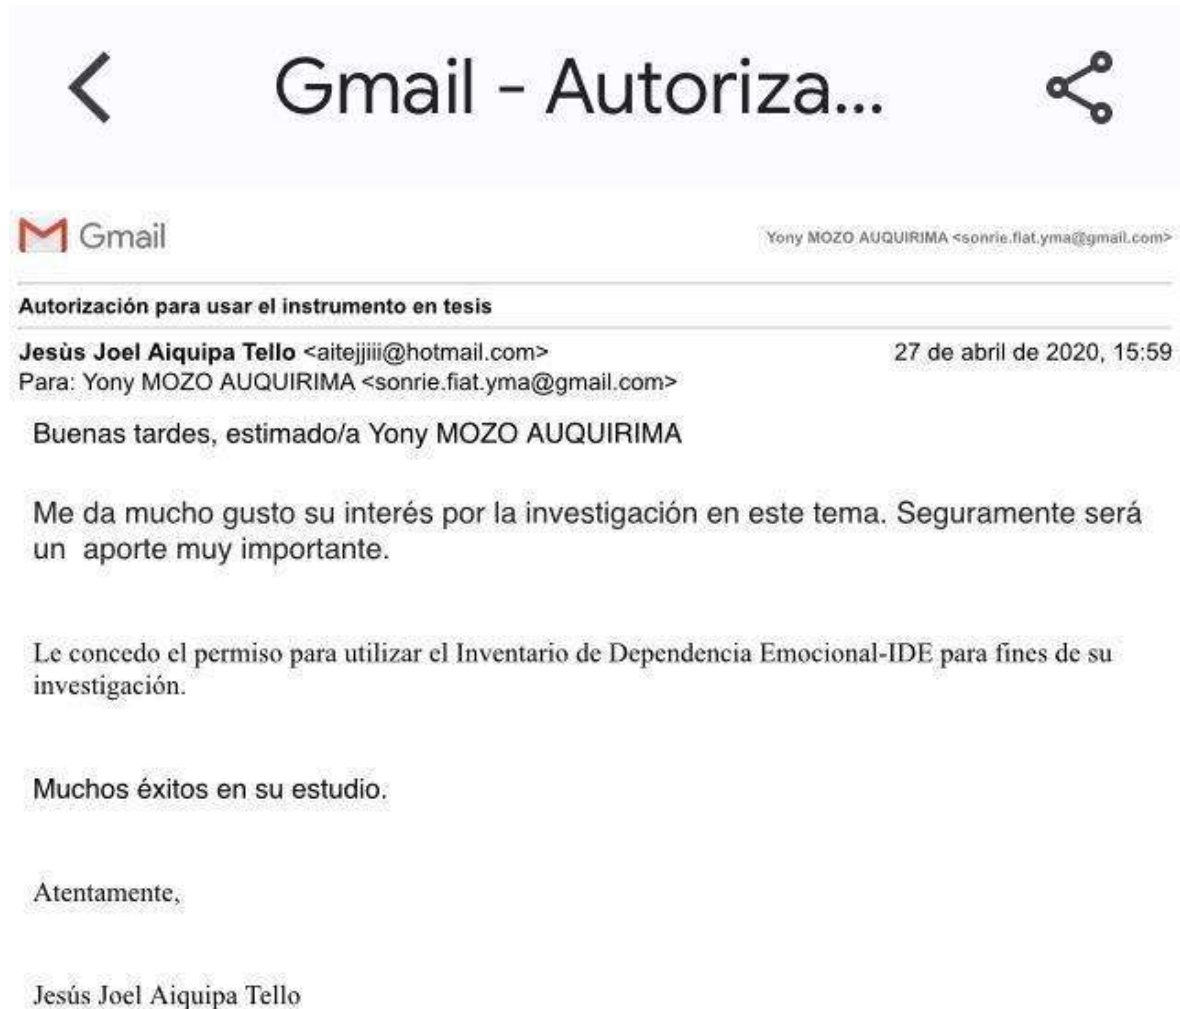 Gmail - Autoriza...
Gmail
Yony MOZO AUQUIRIMA <sonrie.fiat.yma@gmail.com>
Autorización para usar el instrumento en tesis
Jesùs Joel Aiquipa Tello <aitejjiii@hotmail.com>
27 de abril de 2020, 15:59
Para: Yony MOZO AUQUIRIMA <sonrie.fiat.yma@gmail.com>
Buenas tardes, estimado/a Yony MOZO AUQUIRIMA
Me da mucho gusto su interés por la investigación en este tema. Seguramente será
un aporte muy importante.
Le concedo el permiso para utilizar el Inventario de Dependencia Emocional-IDE para fines de su
investigación.
Muchos éxitos en su estudio.
Atentamente,
Jesús Joel Aiquipa Tello